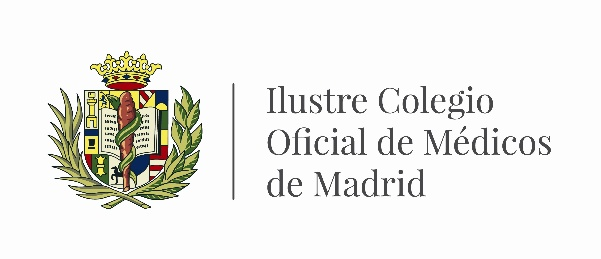 Ilustre Colegio
Oficial de Médicos
de Madrid